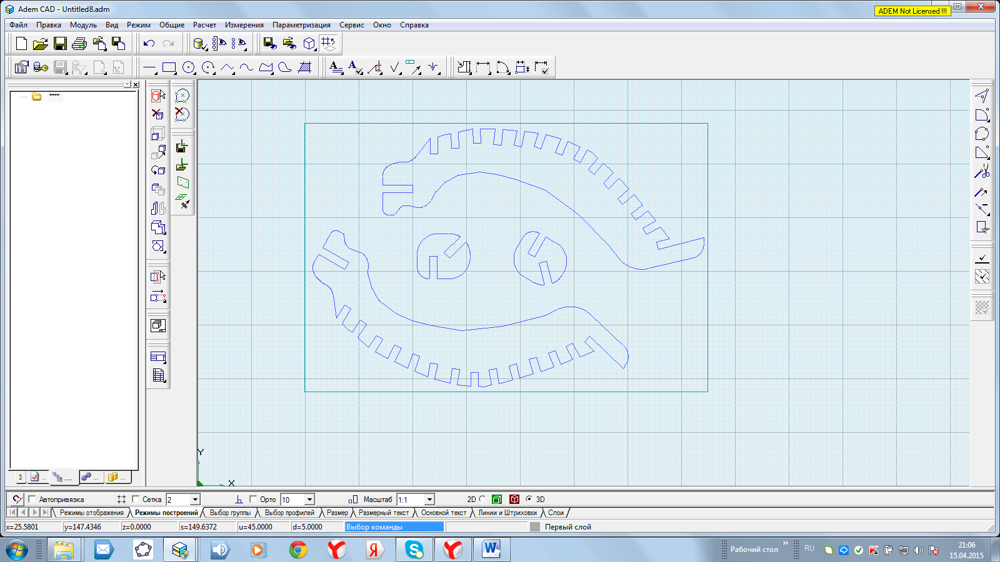 Adem CAD - Untitled8.adm
ADEM Not Licensed !!!
Файл Правка Модуль Вид Режим Общие Расчет Измерения Параметризация Сервис Окно Справка
****
Y
X
3 .. ... ... ...
Автопривязка Сетка 2 Орто 10 Масштаб 1:1 2D 3D
Режимы отображения Режимы построений Выбор группы Выбор профилей Размер Размерный текст Основной текст Линии и Штриховки Слои
x=25.5801 y=147.4346 z=0.0000 s=149.6372 u=45.0000 d=5.0000 Выбор команды Первый слой
Рабочий стол » RU 21:06
15.04.2015